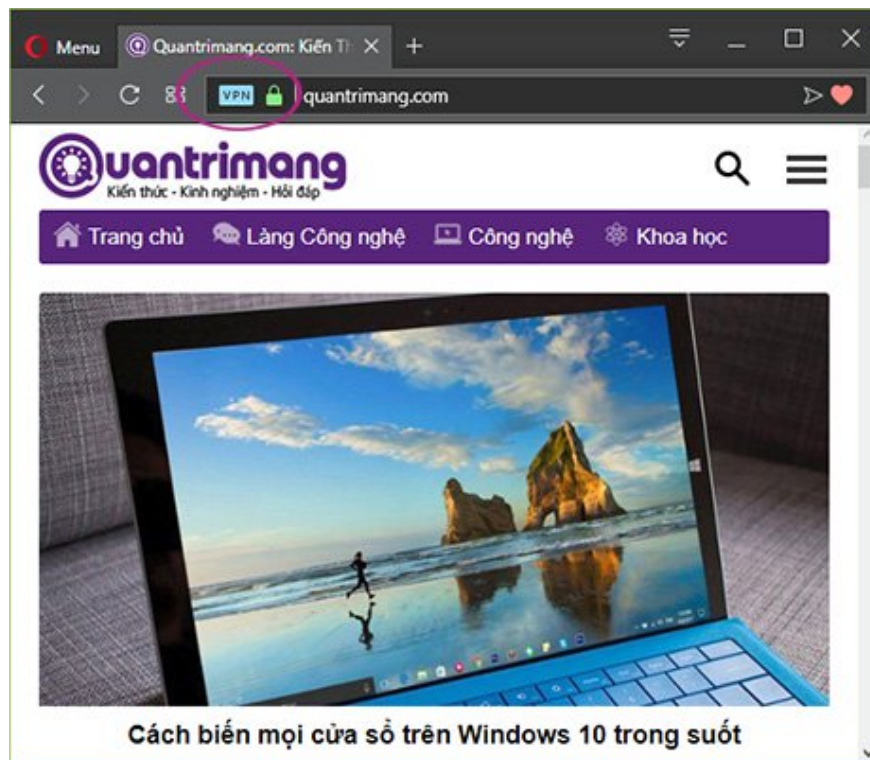 Menu
Quantrimang.com: Kiến Th
VPN
quantrimang.com
Quantrimang
Kiến thức - Kinh nghiệm - Hỏi đáp
Trang chủ
Làng Công nghệ
Công nghệ
Khoa học
Cách biến mọi cửa sổ trên Windows 10 trong suốt